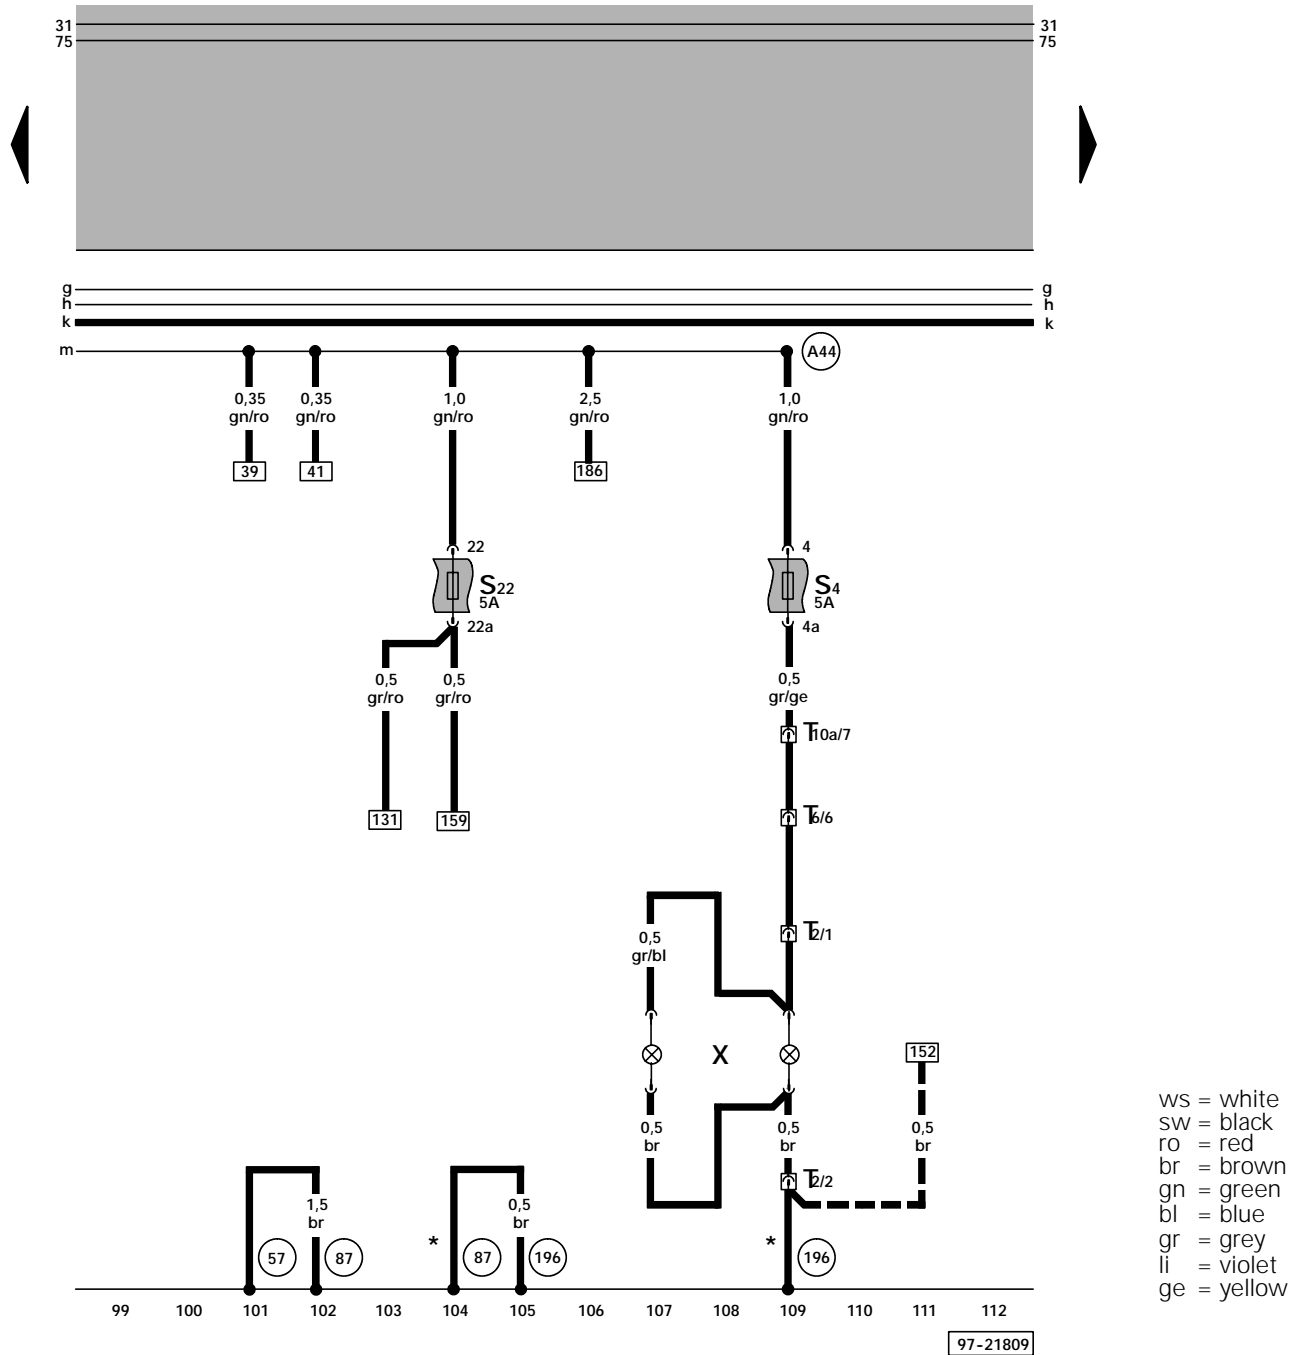 31 31
75 75
g g
h h
k k
m A44
0,35 0,35 1,0 2,5 1,0
gn/ro gn/ro gn/ro gn/ro gn/ro
39 41 186
22 4
S22 S4
5A 5A
22a 4a
0,5 0,5 0,5
gr/ro gr/ro gr/ge
T10a/7
131 159 T6/6
T2/1
0,5
gr/bl
X 152
0,5 0,5 0,5
br br br
T2/2
1,5 0,5
br br
* *
57 87 87 196 196
99 100 101 102 103 104 105 106 107 108 109 110 111 112
97-21809
ws = white
sw = black
ro = red
br = brown
gn = green
bl = blue
gr = grey
li = violet
ge = yellow